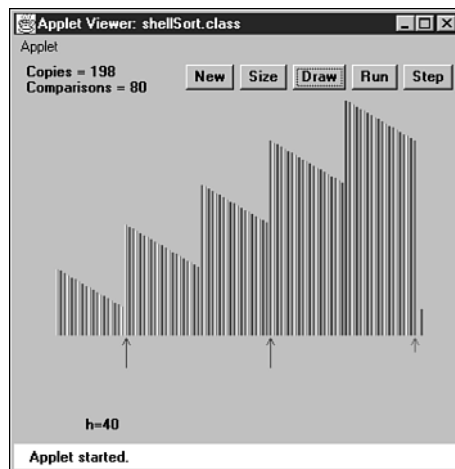 Applet Viewer: shellSort.class
Applet
Copies = 198
Comparisons = 80
New Size Draw Run Step
h=40
Applet started.